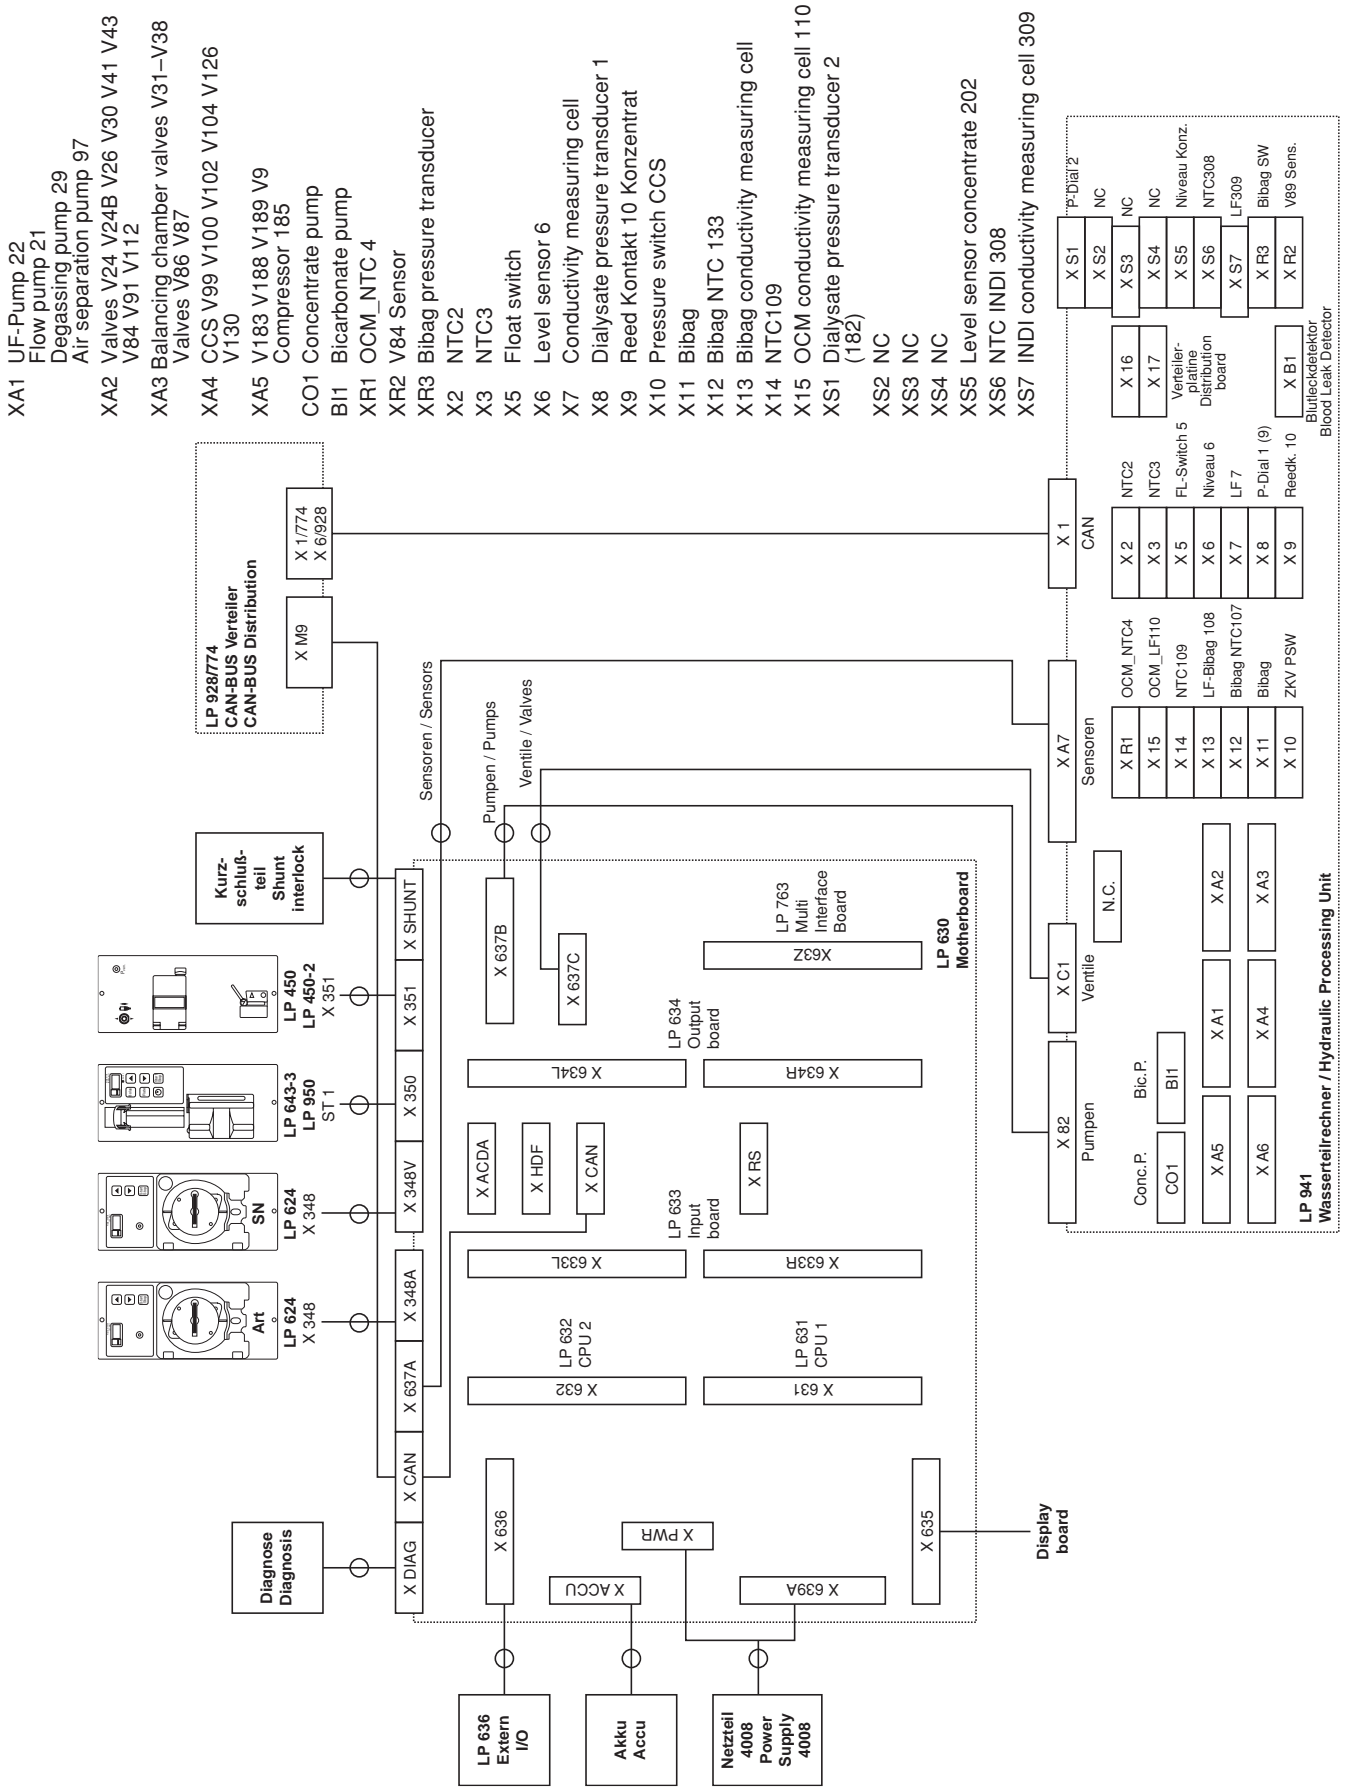 XA1 UF-Pump 22
Flow pump 21
Degassing pump 29
Air separation pump 97
XA2 Valves V24 V24B V26 V30 V41 V43
V84 V91 V112
XA3 Balancing chamber valves V31–V38
Valves V86 V87
XA4 CCS V99 V100 V102 V104 V126
V130
XA5 V183 V188 V189 V9
Compressor 185
CO1 Concentrate pump
BI1 Bicarbonate pump
XR1 OCM_NTC 4
XR2 V84 Sensor
XR3 Bibag pressure transducer
X2 NTC2
X3 NTC3
X5 Float switch
X6 Level sensor 6
X7 Conductivity measuring cell
X8 Dialysate pressure transducer 1
X9 Reed Kontakt 10 Konzentrat
X10 Pressure switch CCS
X11 Bibag
X12 Bibag NTC 133
X13 Bibag conductivity measuring cell
X14 NTC109
X15 OCM conductivity measuring cell 110
XS1 Dialysate pressure transducer 2
(182)
XS2 NC
XS3 NC
XS4 NC
XS5 Level sensor concentrate 202
XS6 NTC INDI 308
XS7 INDI conductivity measuring cell 309
LP 928/774
CAN-BUS Verteiler
CAN-BUS Distribution
X M9
X 1/774
X 6/928
Kurz-
schluß-
teil
Shunt
interlock
LP 450
LP 450-2
X 351
LP 643-3
LP 950
ST 1
SN
LP 624
X 348
Art
LP 624
X 348
Diagnose
Diagnosis
X DIAG
X CAN
X 637A
X 348A
X 348V
X 350
X 351
X SHUNT
Sensoren / Sensors
Pumpen / Pumps
Ventile / Valves
LP 636
Extern
I/O
Akku
Accu
Netzteil
4008
Power
Supply
4008
X 636
X ACCU
X PWR
X 639A
X 635
Display
board
X 632
LP 632
CPU 2
X 631
LP 631
CPU 1
X 633L
X 633R
LP 633
Input
board
X ACDA
X HDF
X CAN
X RS
X 634L
X 634R
LP 634
Output
board
X 637B
X 637C
X63Z
LP 763
Multi
Interface
Board
LP 630
Motherboard
X 82
Pumpen
X C1
Ventile
X A7
Sensoren
X 1
CAN
N.C.
Conc.P.
CO1
Bic.P.
BI1
X A5
X A1
X A2
X A6
X A4
X A3
X R1 OCM_NTC4
X 15 OCM_LF110
X 14 NTC109
X 13 LF-Bibag 108
X 12 Bibag NTC107
X 11 Bibag
X 10 ZKV PSW
X 2 NTC2
X 3 NTC3
X 5 FL-Switch 5
X 6 Niveau 6
X 7 LF 7
X 8 P-Dial 1 (9)
X 9 Reedk. 10
X 16
X 17
Verteiler-
platine
Distribution
board
X B1
Blutleckdetektor
Blood Leak Detector
X S1 P-Dial 2
X S2 NC
X S3 NC
X S4 NC
X S5 Niveau Konz.
X S6 NTC308
X S7 LF309
X R3 Bibag SW
X R2 V89 Sens.
LP 941
Wasserteilrechner / Hydraulic Processing Unit